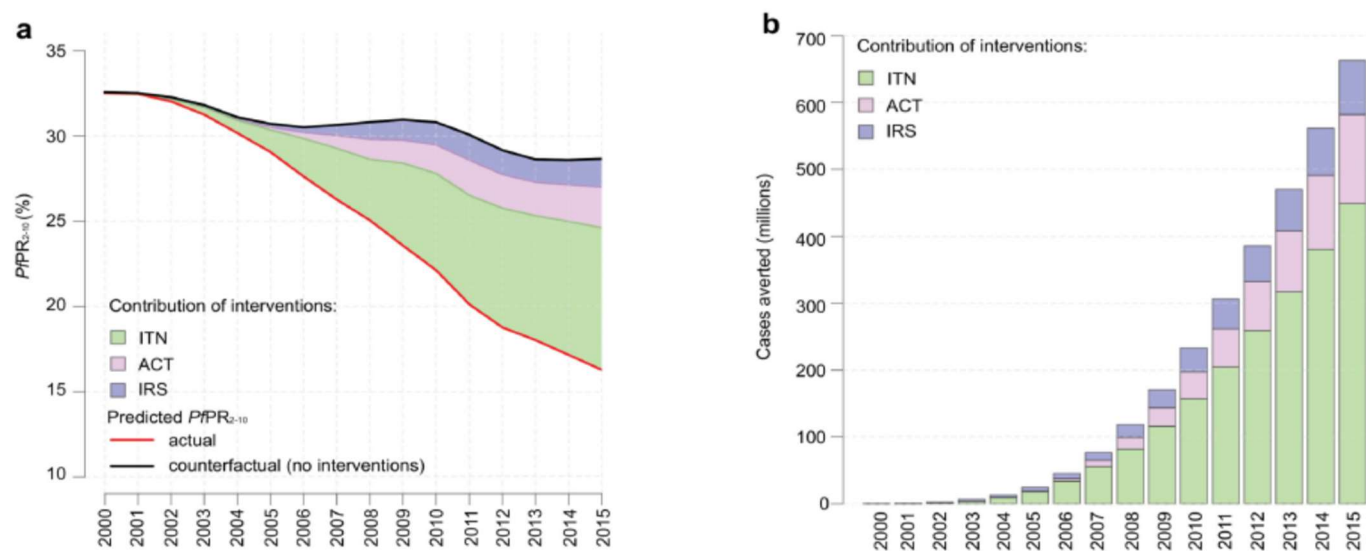 a
35
30
25
20
15
10
PfPR2-10 (%)
Contribution of interventions:
ITN
ACT
IRS
Predicted PfPR2-10
actual
counterfactual (no interventions)
2000 2001 2002 2003 2004 2005 2006 2007 2008 2009 2010 2011 2012 2013 2014 2015
b
700
600
500
400
300
200
100
0
Cases averted (millions)
Contribution of interventions:
ITN
ACT
IRS
2000 2001 2002 2003 2004 2005 2006 2007 2008 2009 2010 2011 2012 2013 2014 2015